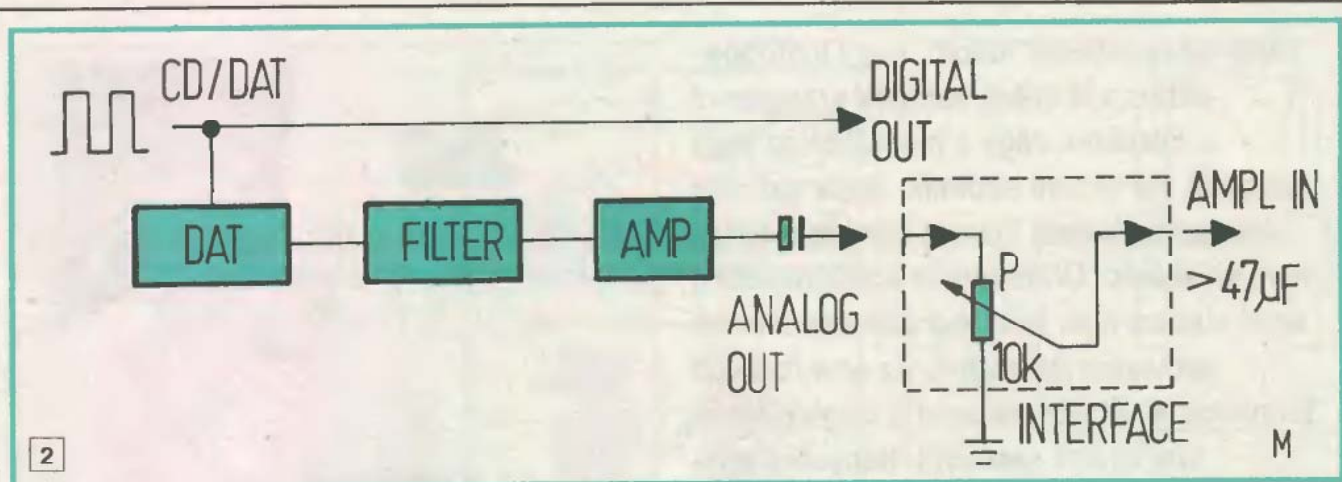 CD/DAT
DIGITAL
OUT
DAT
FILTER
AMP
ANALOG
OUT
P
10k
INTERFACE
AMPL IN
>47µF
2
M